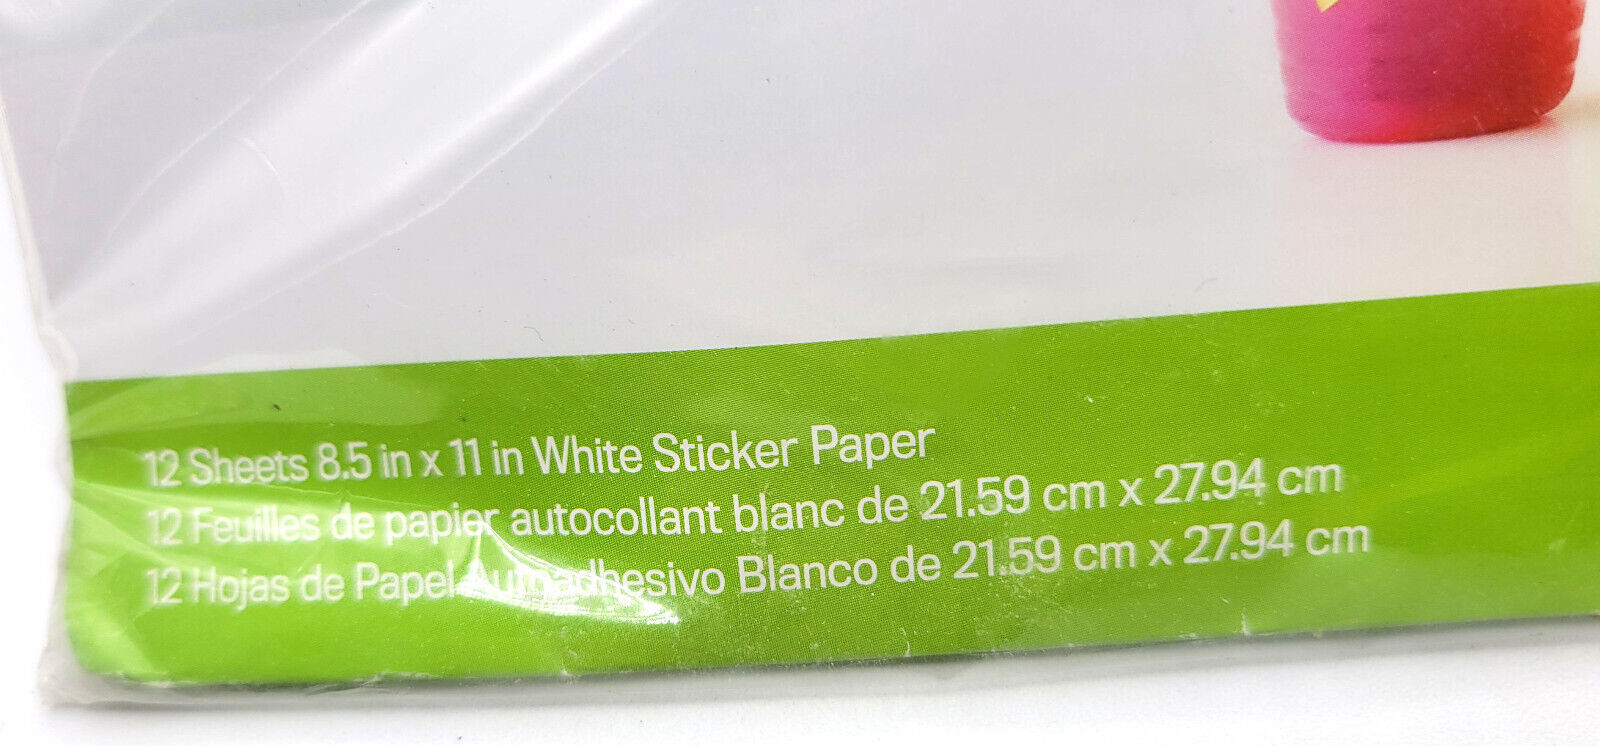 12 Sheets 8.5 in x 11 in White Sticker Paper
12 Feuilles de papier autocollant blanc de 21.59 cm x 27.94 cm
12 Hojas de Papel Autoadhesivo Blanco de 21.59 cm x 27.94 cm